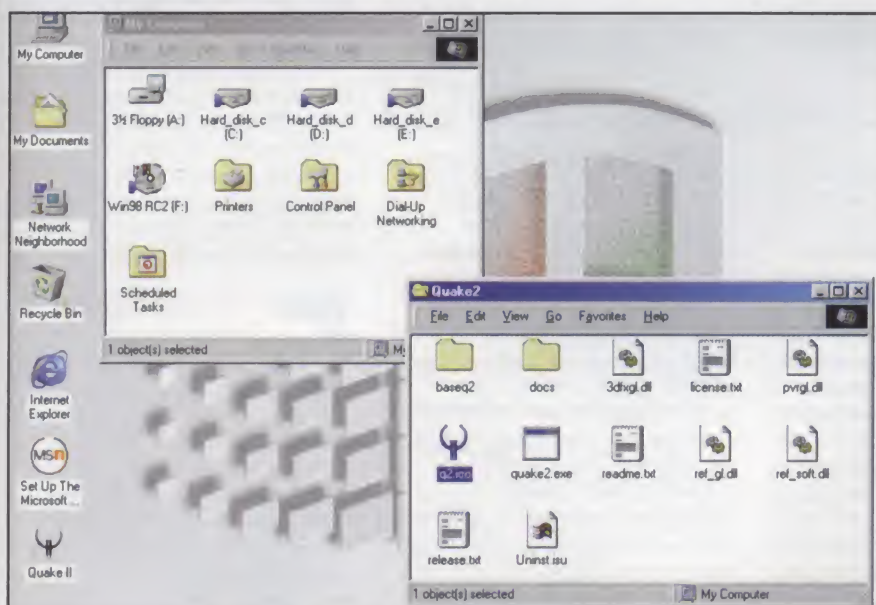 My Computer
My Documents
Network
Neighborhood
Recycle Bin
Internet
Explorer
msn
Set Up The
Microsoft ...
Quake II
My Computer
3½ Floppy (A:)
Hard_disk_c
(C:)
Hard_disk_d
(D:)
Hard_disk_e
(E:)
Win98 RC2 (F:)
Printers
Control Panel
Dial-Up
Networking
Scheduled
Tasks
1 object(s) selected
My
Quake2
File Edit View Go Favorites Help
baseq2
docs
3dfxgl.dll
license.txt
pvrgl.dll
q2.ico
quake2.exe
readme.txt
ref_gl.dll
ref_soft.dll
release.txt
Uninst.isu
1 object(s) selected
My Computer